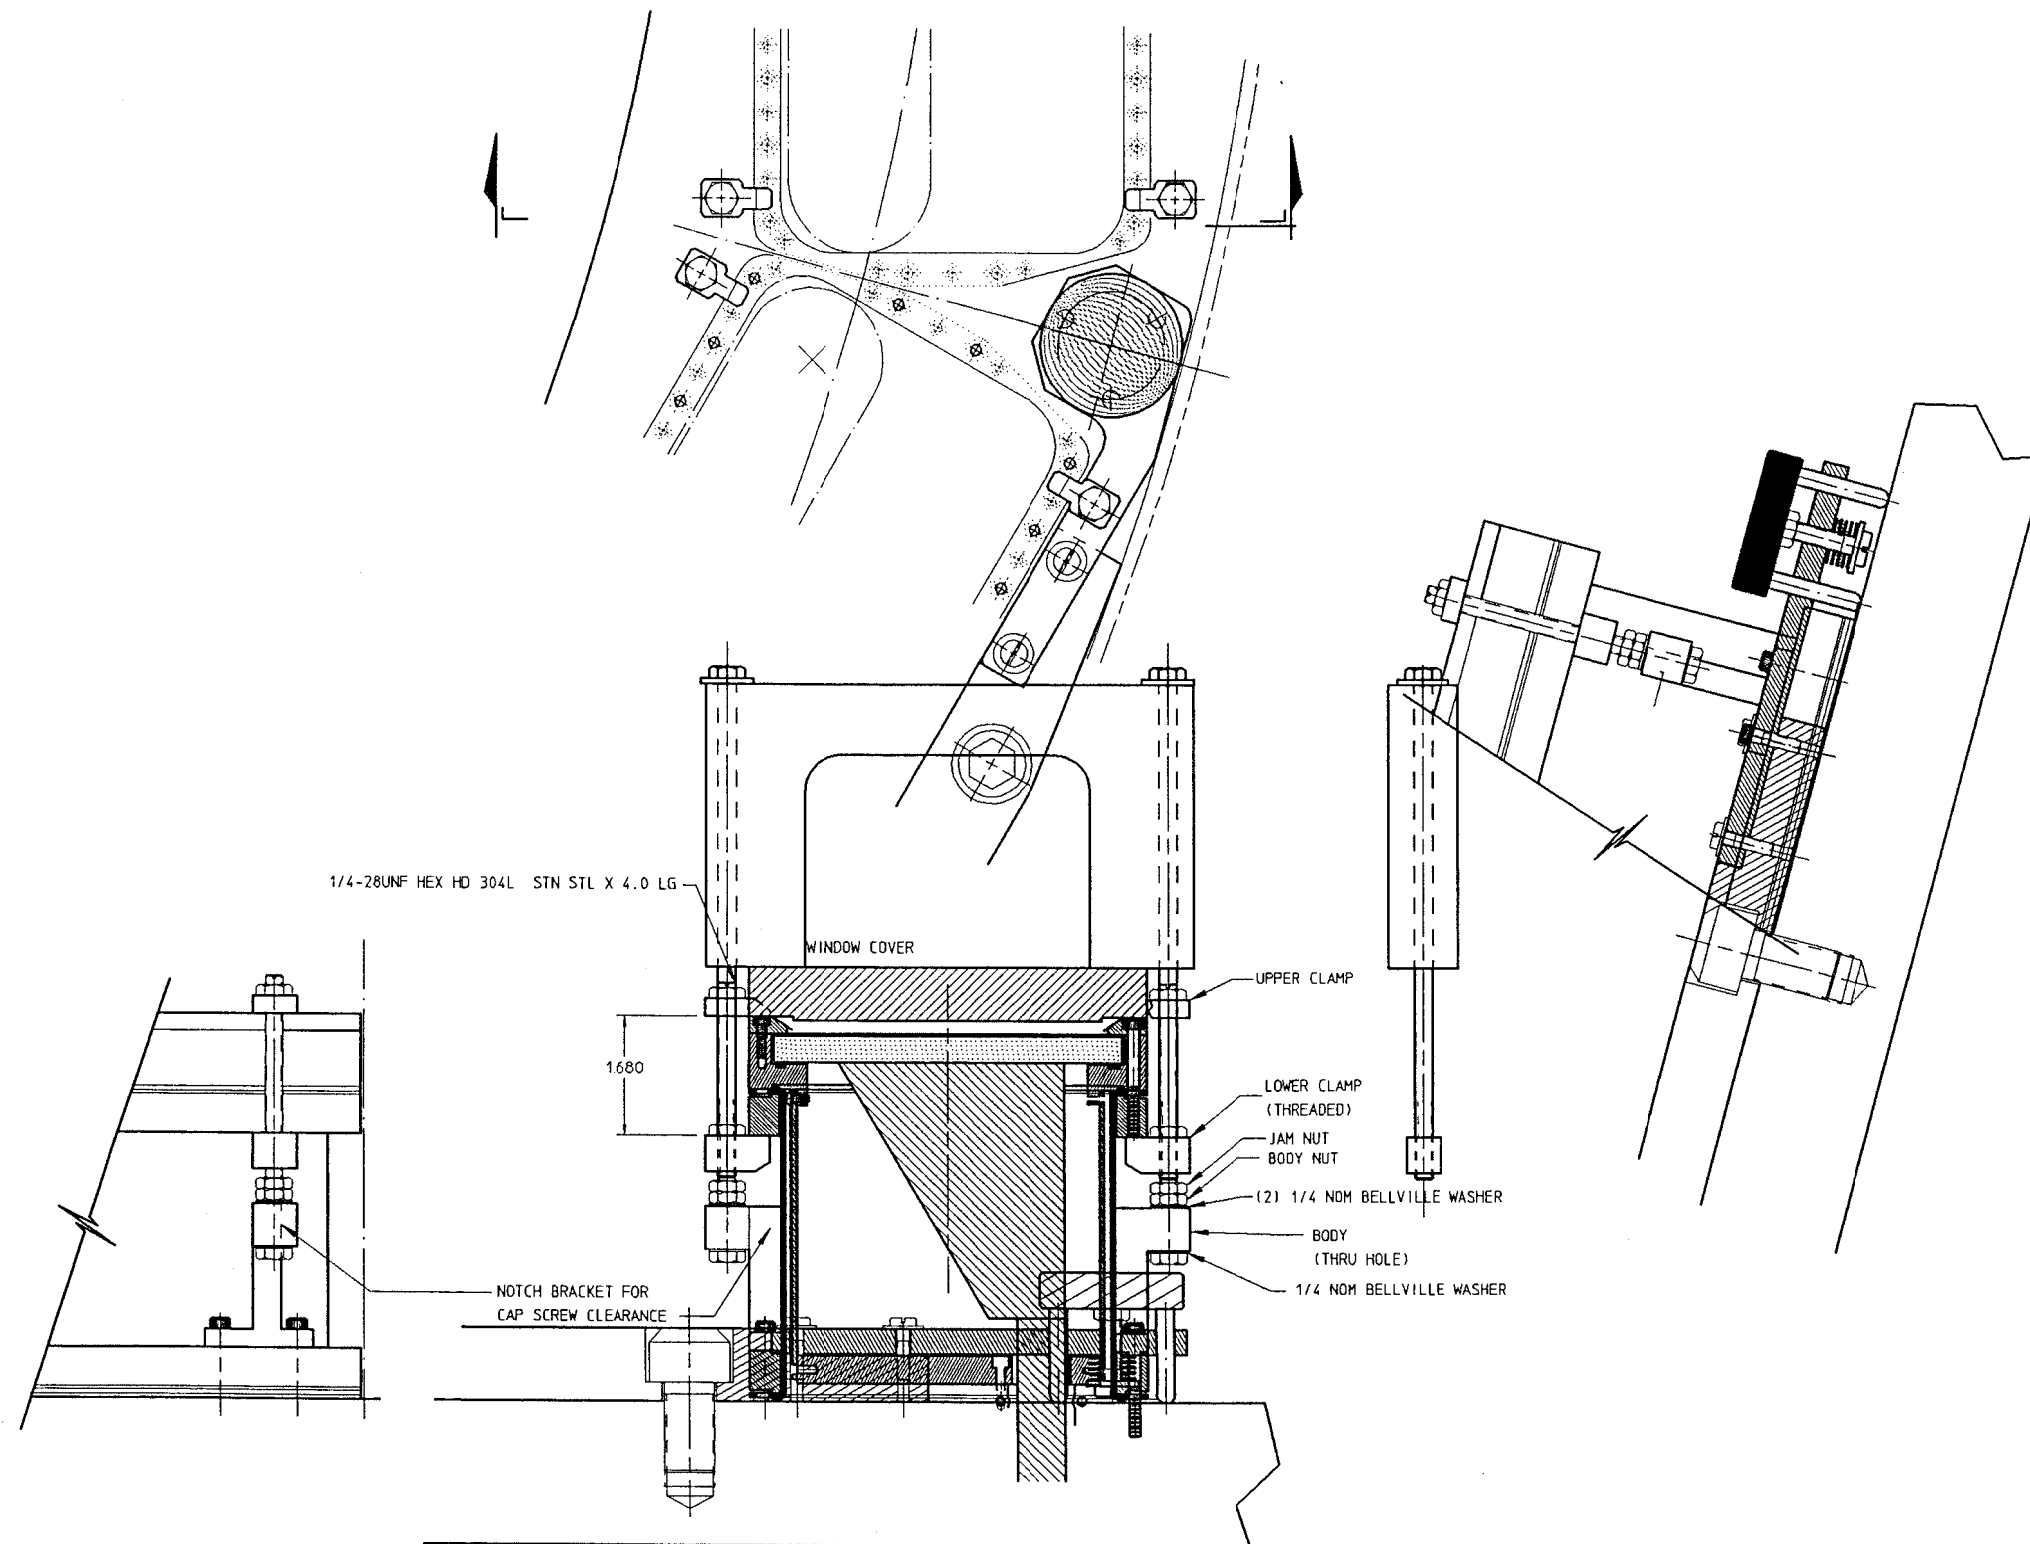 1/4-28UNF HEX HD 304L STN STL X 4.0 LG
WINDOW COVER
UPPER CLAMP
1.680
LOWER CLAMP
(THREADED)
JAM NUT
BODY NUT
(2) 1/4 NOM BELLVILLE WASHER
BODY
(THRU HOLE)
1/4 NOM BELLVILLE WASHER
NOTCH BRACKET FOR
CAP SCREW CLEARANCE